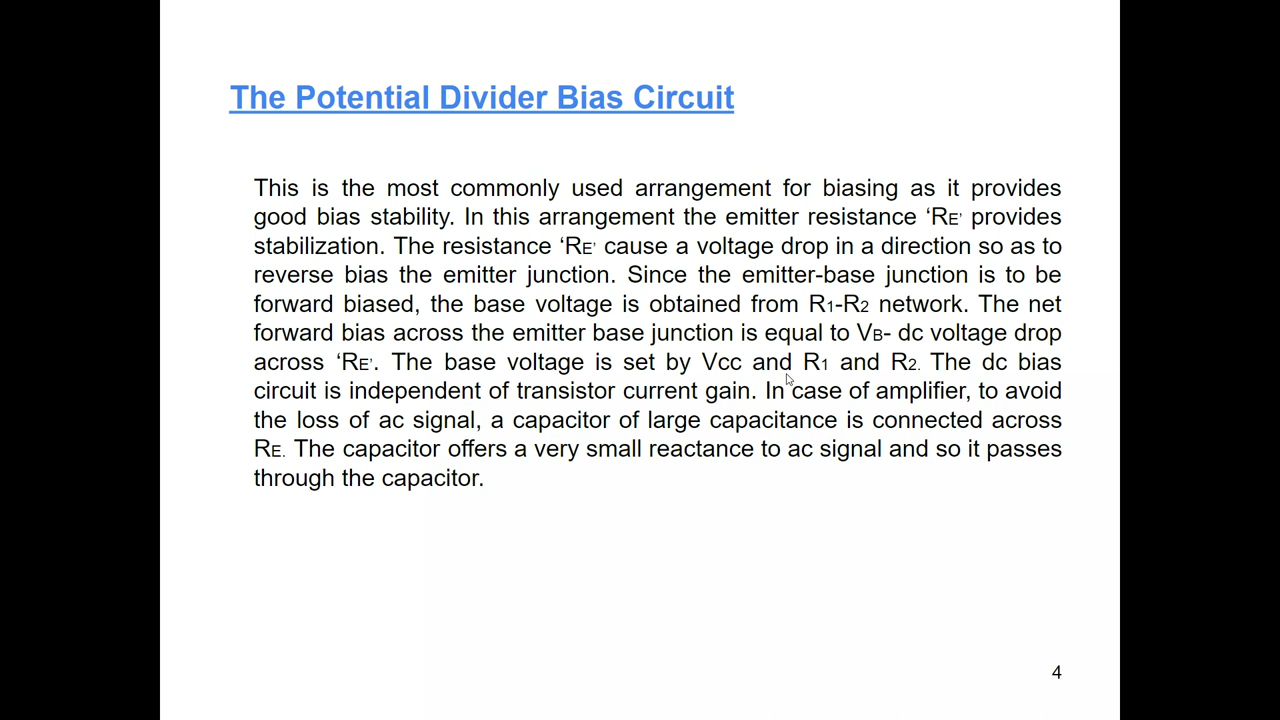 The Potential Divider Bias Circuit
This is the most commonly used arrangement for biasing as it provides
good bias stability. In this arrangement the emitter resistance ‘RE’ provides
stabilization. The resistance ‘RE’ cause a voltage drop in a direction so as to
reverse bias the emitter junction. Since the emitter-base junction is to be
forward biased, the base voltage is obtained from R1-R2 network. The net
forward bias across the emitter base junction is equal to VB- dc voltage drop
across ‘RE’. The base voltage is set by Vcc and R1 and R2. The dc bias
circuit is independent of transistor current gain. In case of amplifier, to avoid
the loss of ac signal, a capacitor of large capacitance is connected across
RE. The capacitor offers a very small reactance to ac signal and so it passes
through the capacitor.
4